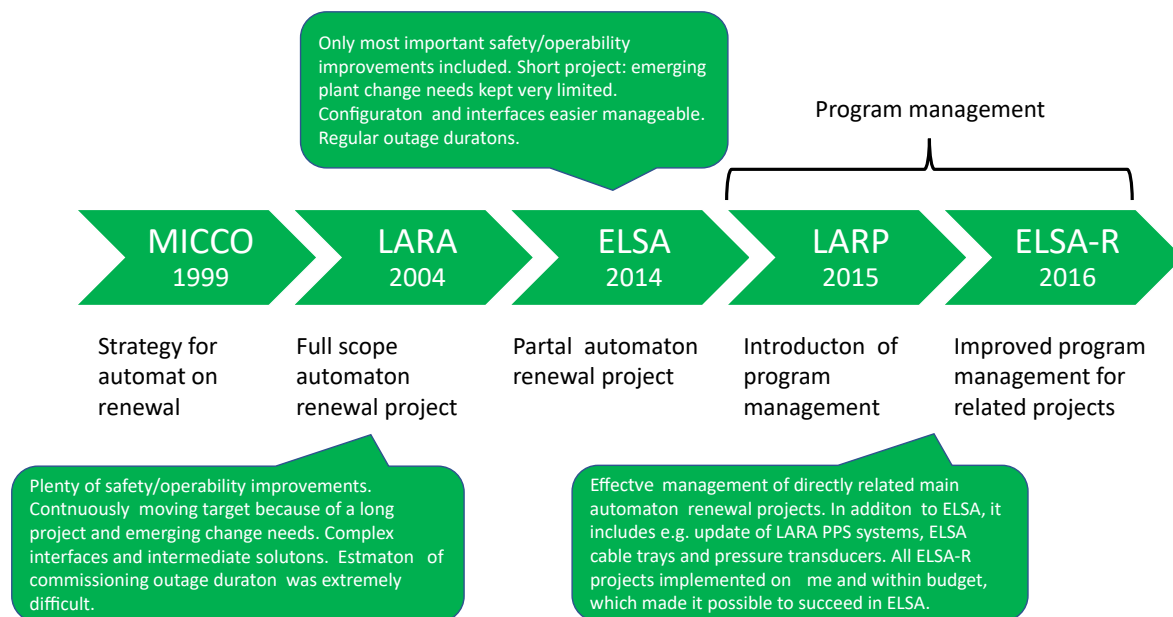 Only most important safety/operability
improvements included. Short project: emerging
plant change needs kept very limited.
Configuraton and interfaces easier manageable.
Regular outage duratons.
Program management
MICCO
1999
LARA
2004
ELSA
2014
LARP
2015
ELSA-R
2016
Strategy for
automat on
renewal
Full scope
automaton
renewal project
Partal automaton
renewal project
Introducton of
program
management
Improved program
management for
related projects
Plenty of safety/operability improvements.
Contnuously moving target because of a long
project and emerging change needs. Complex
interfaces and intermediate solutons. Estmaton of
commissioning outage duraton was extremely
difficult.
Effectve management of directly related main
automaton renewal projects. In additon to ELSA, it
includes e.g. update of LARA PPS systems, ELSA
cable trays and pressure transducers. All ELSA-R
projects implemented on me and within budget,
which made it possible to succeed in ELSA.